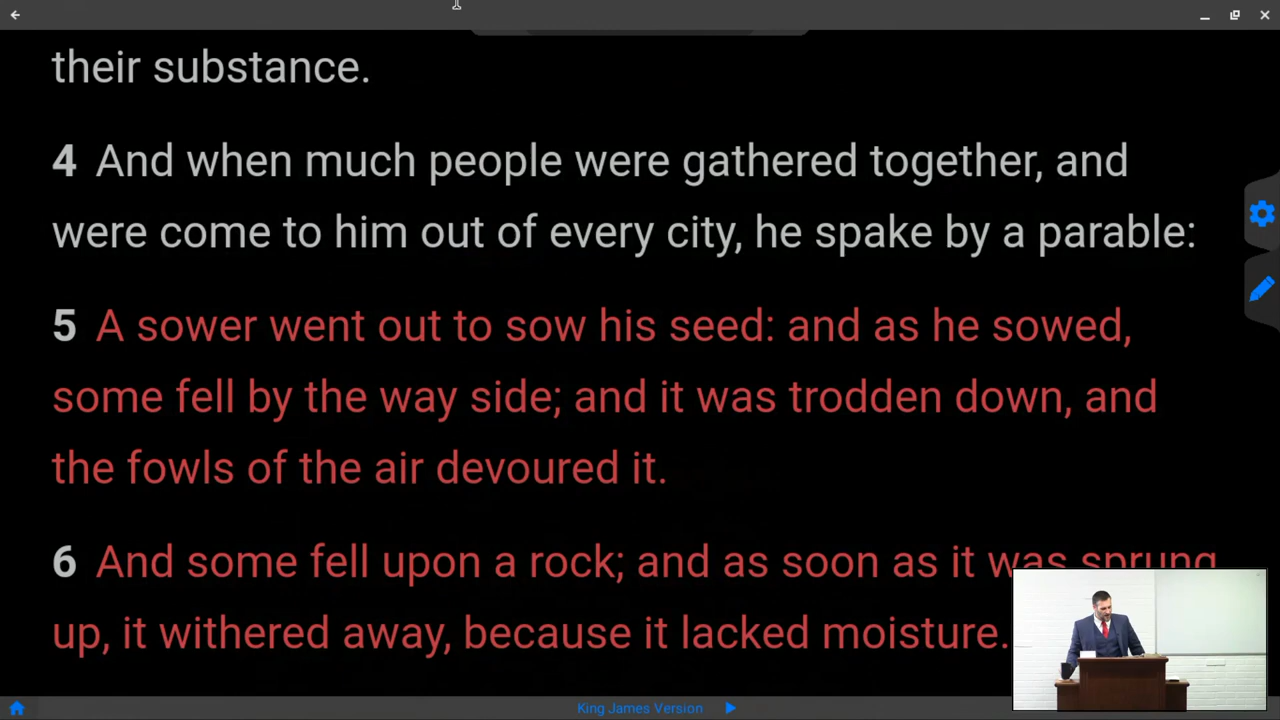 their substance.
4 And when much people were gathered together, and
were come to him out of every city, he spake by a parable:
5 A sower went out to sow his seed: and as he sowed,
some fell by the way side; and it was trodden down, and
the fowls of the air devoured it.
6 And some fell upon a rock; and as soon as it was sprung
up, it withered away, because it lacked moisture.
King James Version